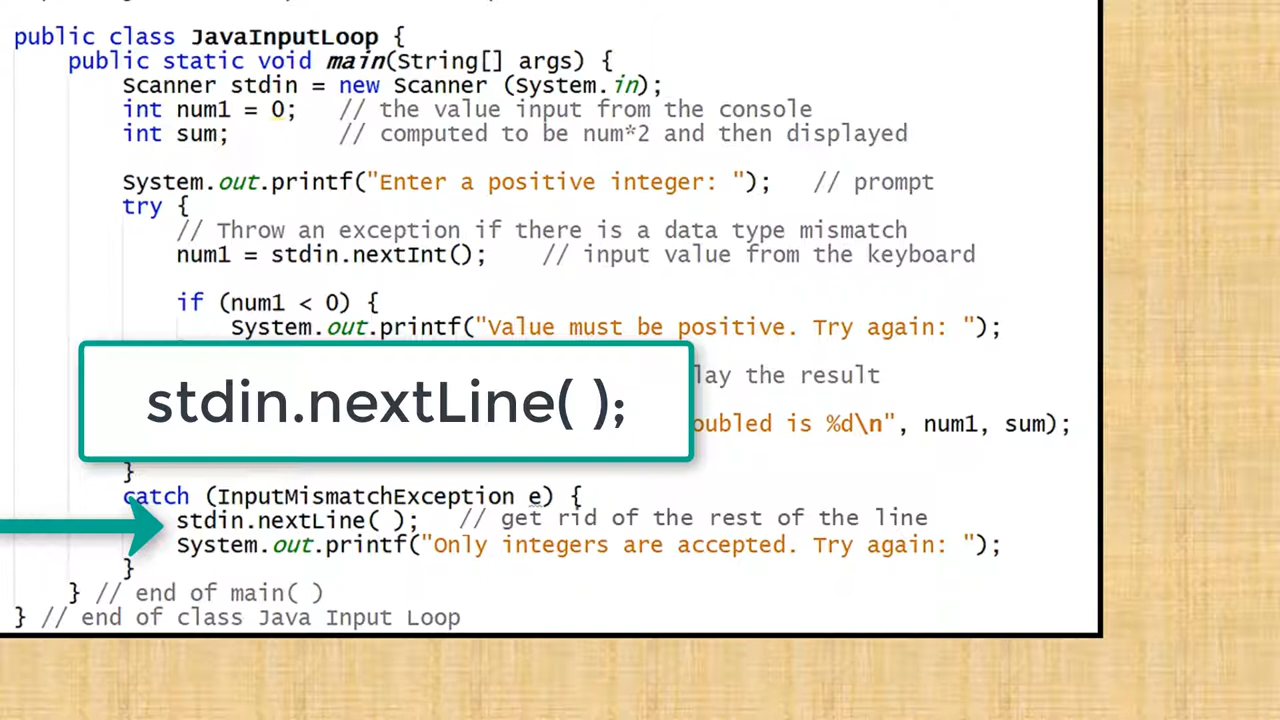 public class JavaInputLoop {
public static void main(String[] args) {
Scanner stdin = new Scanner (System.in);
int num1 = 0; // the value input from the console
int sum; // computed to be num*2 and then displayed
System.out.printf("Enter a positive integer: "); // prompt
try {
// Throw an exception if there is a data type mismatch
num1 = stdin.nextInt(); // input value from the keyboard
if (num1 < 0) {
System.out.printf("Value must be positive. Try again: ");
lay the result
stdin.nextLine( );
oubled is %d\n", num1, sum);
}
catch (InputMismatchException e) {
stdin.nextLine( ); // get rid of the rest of the line
System.out.printf("Only integers are accepted. Try again: ");
}
} // end of main( )
} // end of class Java Input Loop